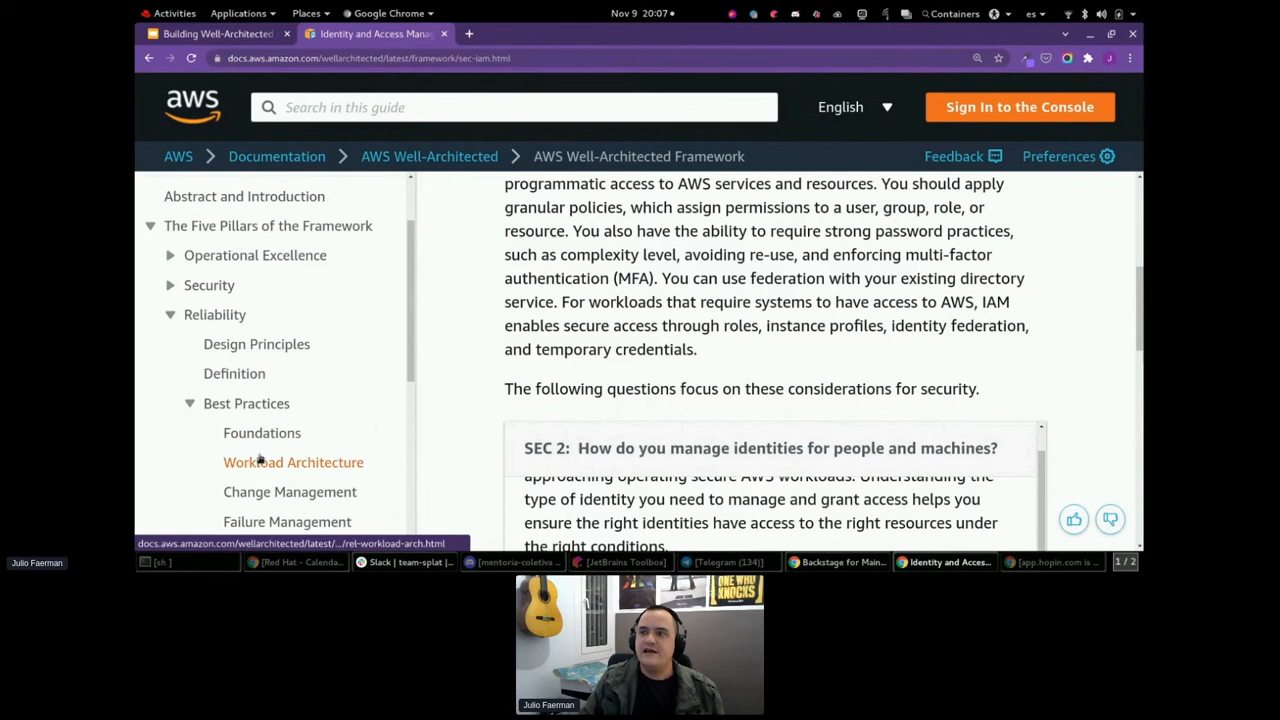 Activities Applications Places Google Chrome Nov 9 20:07 Containers es
Building Well-Architected Identity and Access Manag
docs.aws.amazon.com/wellarchitected/latest/framework/sec-iam.html
aws Search in this guide English Sign In to the Console
AWS Documentation AWS Well-Architected AWS Well-Architected Framework Feedback Preferences
Abstract and Introduction
The Five Pillars of the Framework
Operational Excellence
Security
Reliability
Design Principles
Definition
Best Practices
Foundations
Workload Architecture
Change Management
Failure Management
docs.aws.amazon.com/wellarchitected/latest/.../rel-workload-arch.html
programmatic access to AWS services and resources. You should apply
granular policies, which assign permissions to a user, group, role, or
resource. You also have the ability to require strong password practices,
such as complexity level, avoiding re-use, and enforcing multi-factor
authentication (MFA). You can use federation with your existing directory
service. For workloads that require systems to have access to AWS, IAM
enables secure access through roles, instance profiles, identity federation,
and temporary credentials.
The following questions focus on these considerations for security.
SEC 2: How do you manage identities for people and machines?
approaching operating secure AWS workloads. Understanding the
type of identity you need to manage and grant access helps you
ensure the right identities have access to the right resources under
the right conditions.
[sh ] [Red Hat - Calenda... Slack | team-splat |... [mentoria-coletiva ... [JetBrains Toolbox] [Telegram (134)] Backstage for Main... Identity and Acces... [app.hopin.com is ... 1 / 2
Julio Faerman
ONE WHO
KNOCKS
Julio Faerman